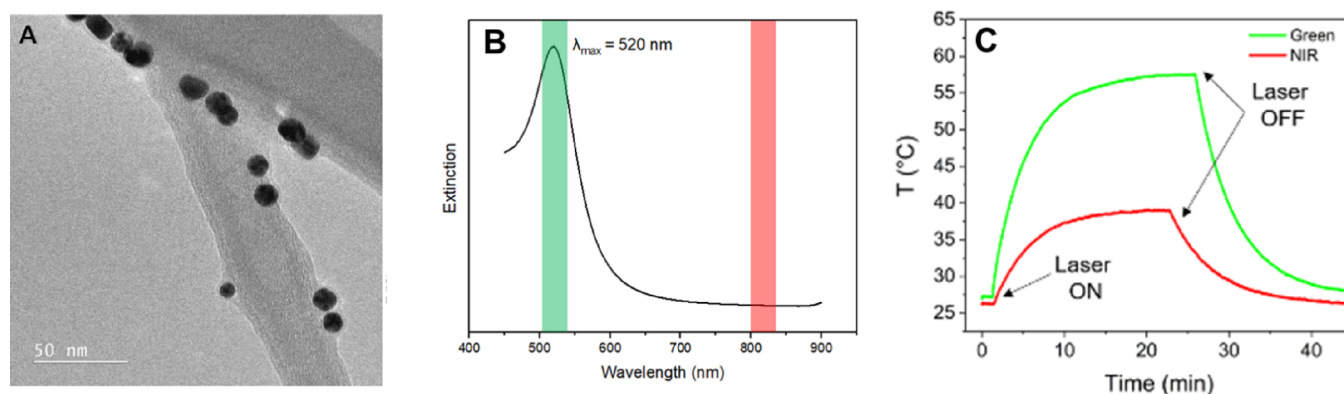 A
50 nm
B
λmax = 520 nm
Extinction
400 500 600 700 800 900
Wavelength (nm)
C
Green
NIR
Laser
OFF
Laser
ON
T (°C)
65
60
55
50
45
40
35
30
25
0 10 20 30 40
Time (min)